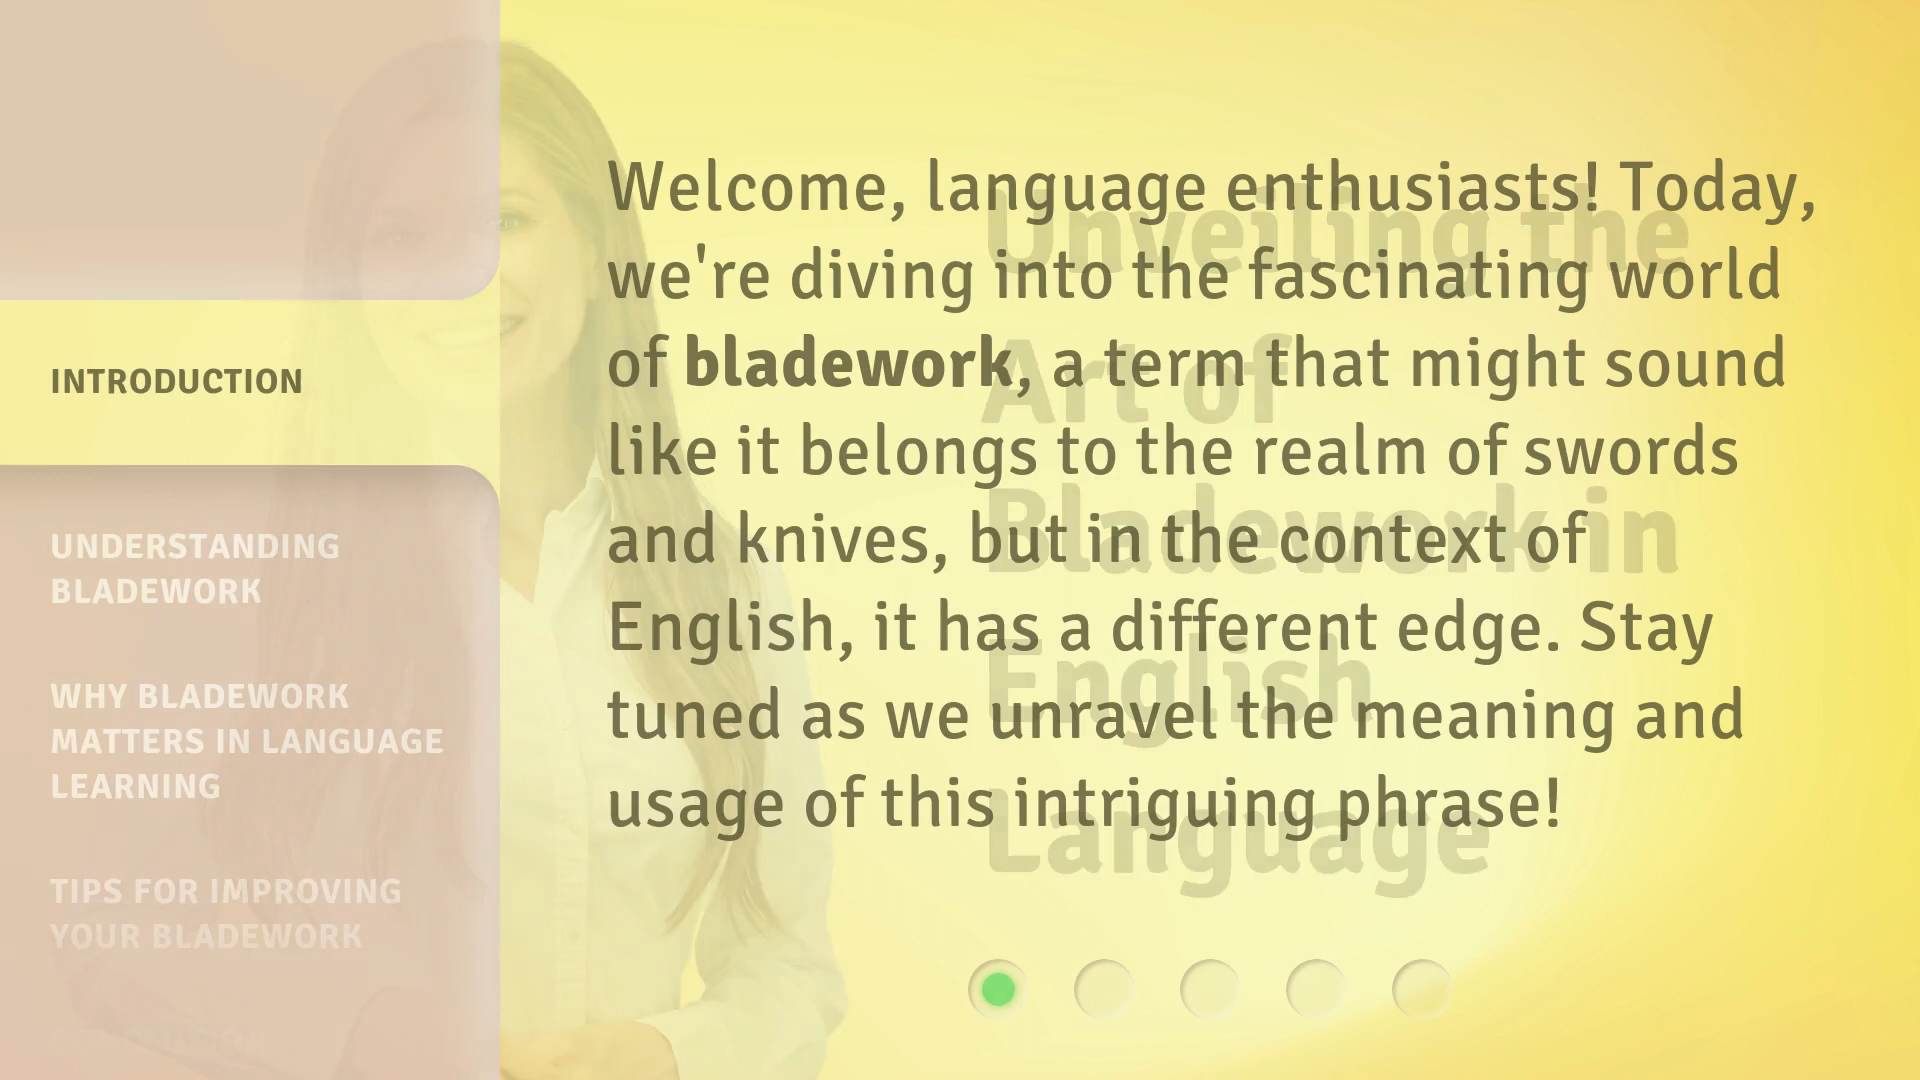 INTRODUCTION
UNDERSTANDING
BLADEWORK
WHY BLADEWORK
MATTERS IN LANGUAGE
LEARNING
TIPS FOR IMPROVING
YOUR BLADEWORK
Welcome, language enthusiasts! Today,
we're diving into the fascinating world
of bladework, a term that might sound
like it belongs to the realm of swords
and knives, but in the context of
English, it has a different edge. Stay
tuned as we unravel the meaning and
usage of this intriguing phrase!
Unveiling the
Art of
Bladework in
English
Language